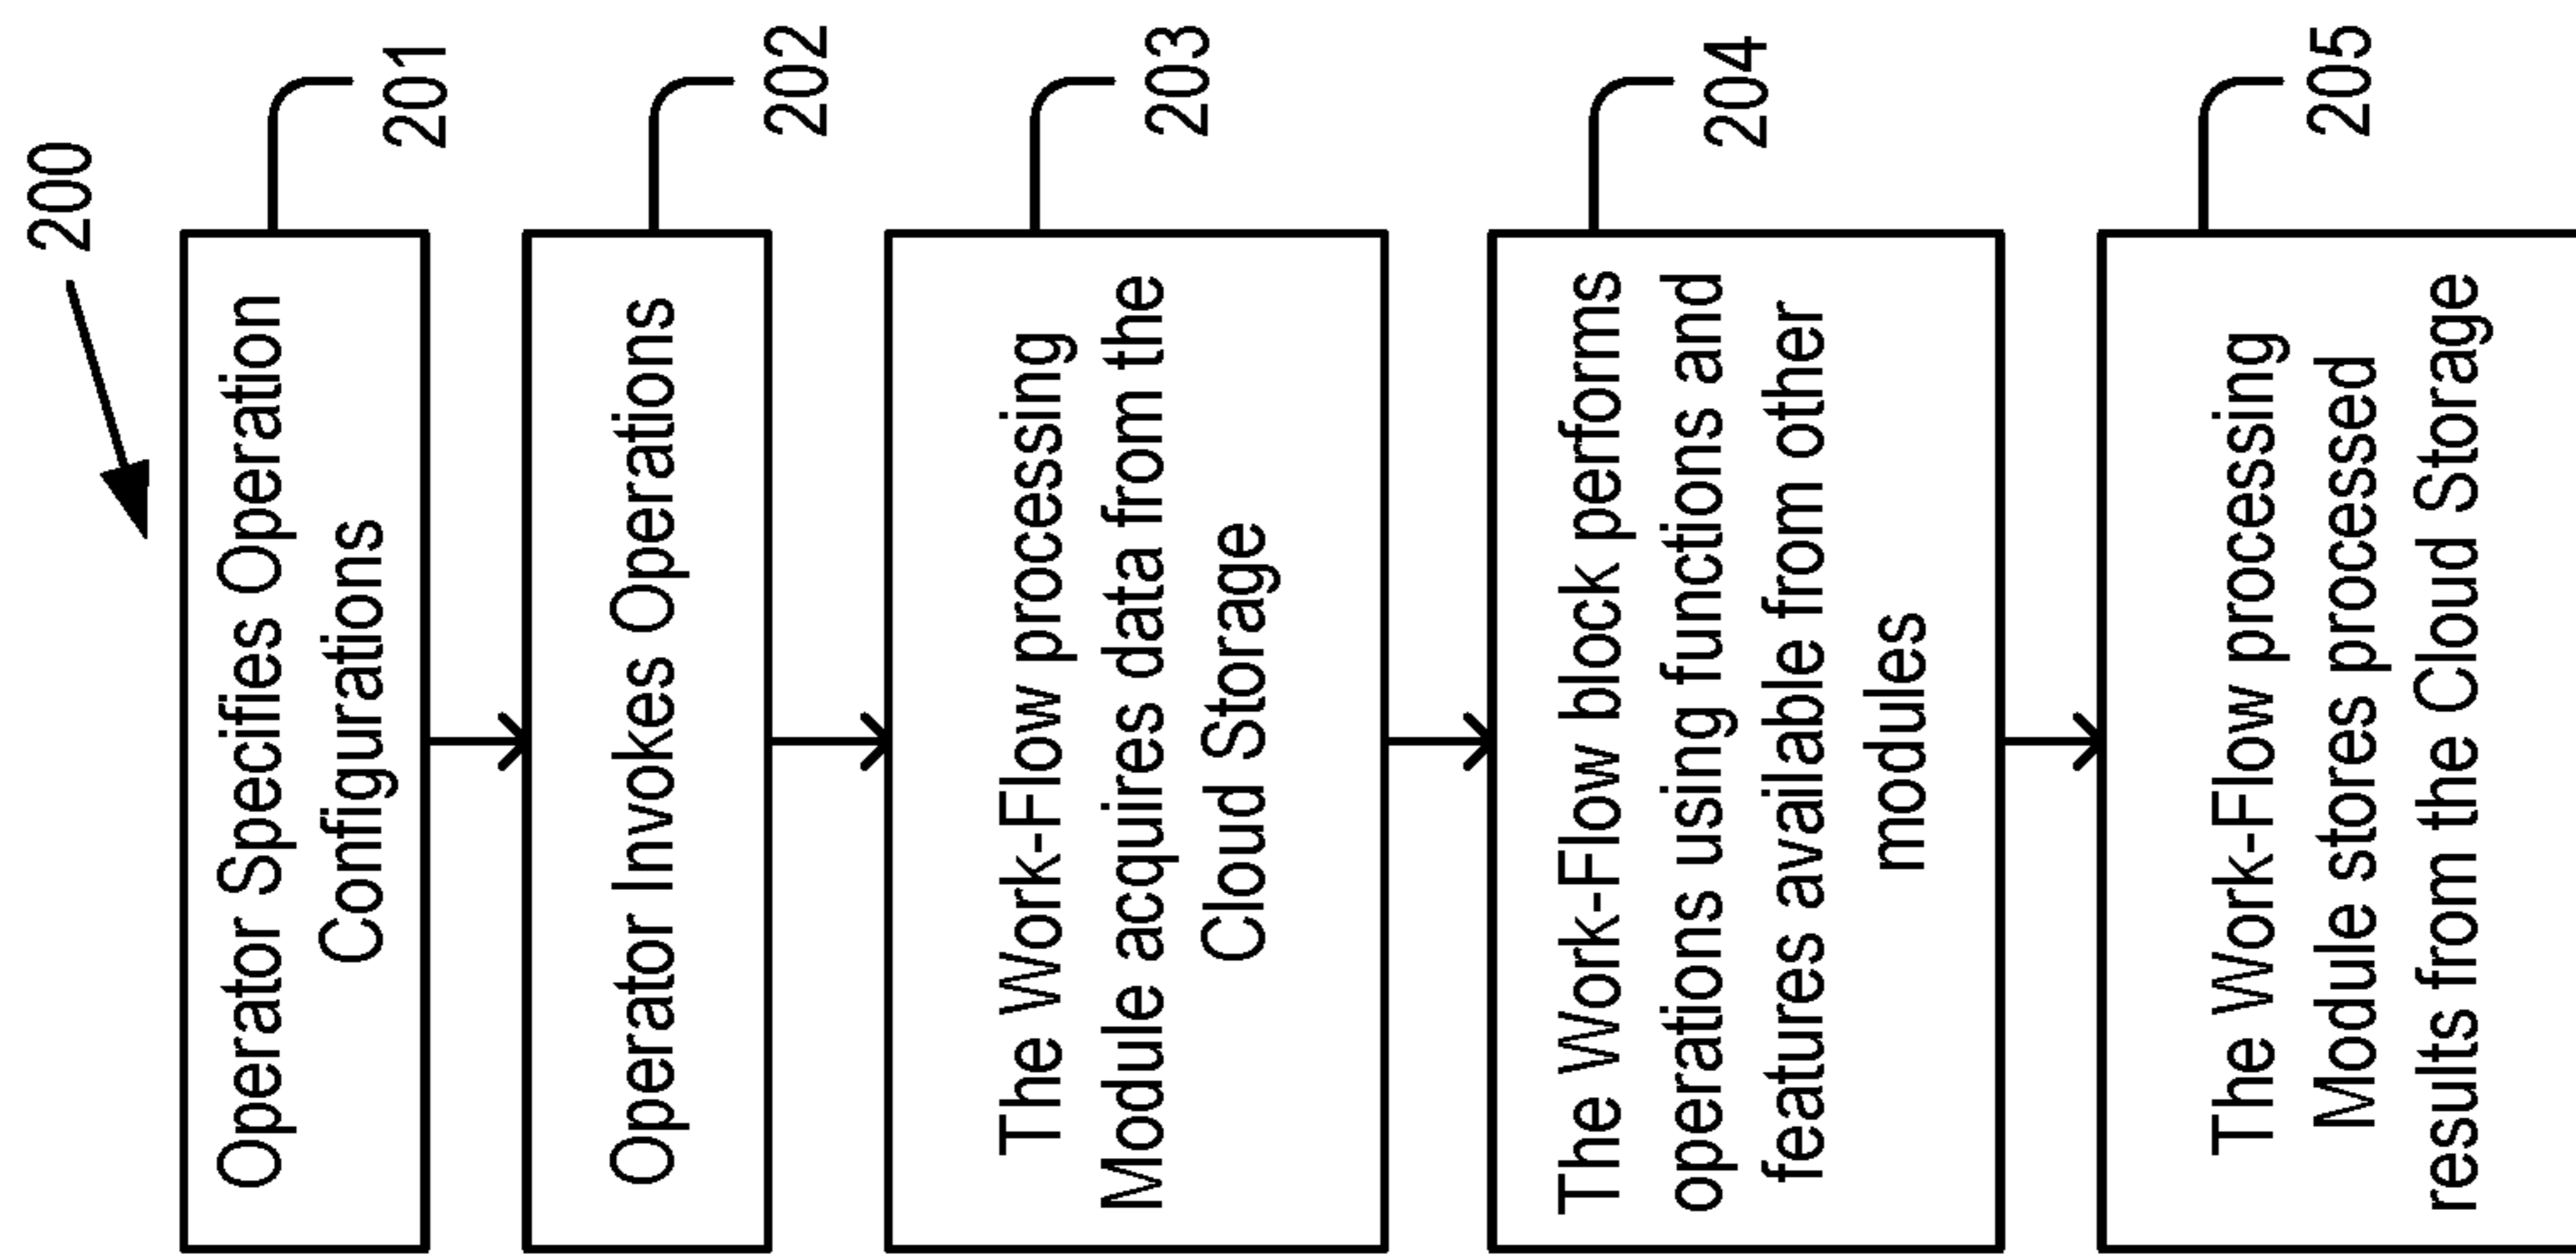 200
Operator Specifies Operation
Configurations
201
Operator Invokes Operations
202
The Work-Flow processing
Module acquires data from the
Cloud Storage
203
The Work-Flow block performs
operations using functions and
features available from other
modules
204
The Work-Flow processing
Module stores processed
results from the Cloud Storage
205